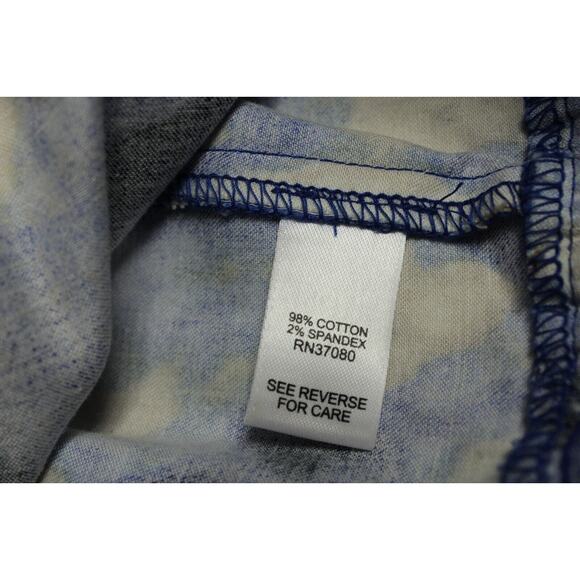 98% COTTON
2% SPANDEX
RN37080
SEE REVERSE
FOR CARE